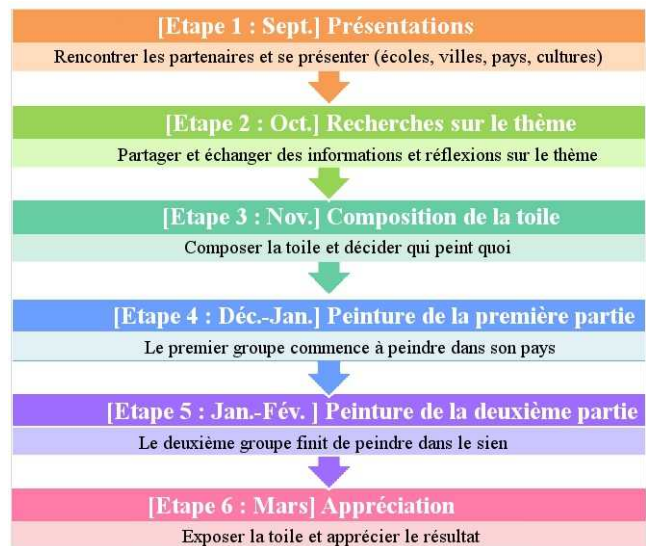 [Etape 1 : Sept.] Présentations
Rencontrer les partenaires et se présenter (écoles, villes, pays, cultures)
[Etape 2 : Oct.] Recherches sur le thème
Partager et échanger des informations et réflexions sur le thème
[Etape 3 : Nov.] Composition de la toile
Composer la toile et décider qui peint quoi
[Etape 4 : Déc.-Jan.] Peinture de la première partie
Le premier groupe commence à peindre dans son pays
[Etape 5 : Jan.-Fév. ] Peinture de la deuxième partie
Le deuxième groupe finit de peindre dans le sien
[Etape 6 : Mars] Appréciation
Exposer la toile et apprécier le résultat